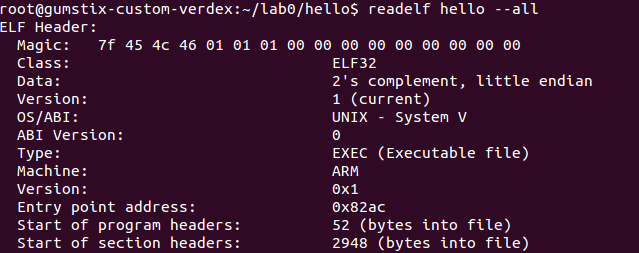 root@gumstix-custom-verdex:~/lab0/hello$ readelf hello --all
ELF Header:
  Magic:   7f 45 4c 46 01 01 01 00 00 00 00 00 00 00 00 00
  Class:                             ELF32
  Data:                              2's complement, little endian
  Version:                           1 (current)
  OS/ABI:                            UNIX - System V
  ABI Version:                       0
  Type:                              EXEC (Executable file)
  Machine:                           ARM
  Version:                           0x1
  Entry point address:               0x82ac
  Start of program headers:          52 (bytes into file)
  Start of section headers:          2948 (bytes into file)